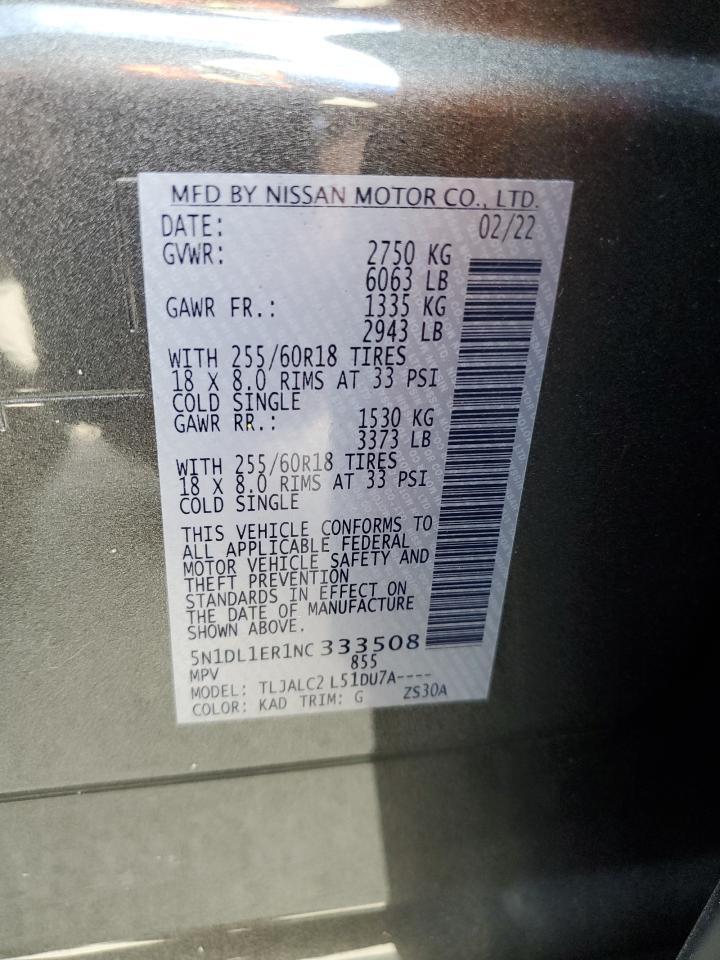 MFD BY NISSAN MOTOR CO., LTD.
DATE: 02/22
GVWR: 2750 KG
6063 LB
GAWR FR.: 1335 KG
2943 LB
WITH 255/60R18 TIRES
18 X 8.0 RIMS AT 33 PSI
COLD SINGLE
GAWR RR.: 1530 KG
3373 LB
WITH 255/60R18 TIRES
18 X 8.0 RIMS AT 33 PSI
COLD SINGLE
THIS VEHICLE CONFORMS TO
ALL APPLICABLE FEDERAL
MOTOR VEHICLE SAFETY AND
THEFT PREVENTION
STANDARDS IN EFFECT ON
THE DATE OF MANUFACTURE
SHOWN ABOVE.
5N1DL1ER1NC 333508
MPV 855
MODEL: TLJALC2 L51DU7A----
COLOR: KAD TRIM: G ZS30A